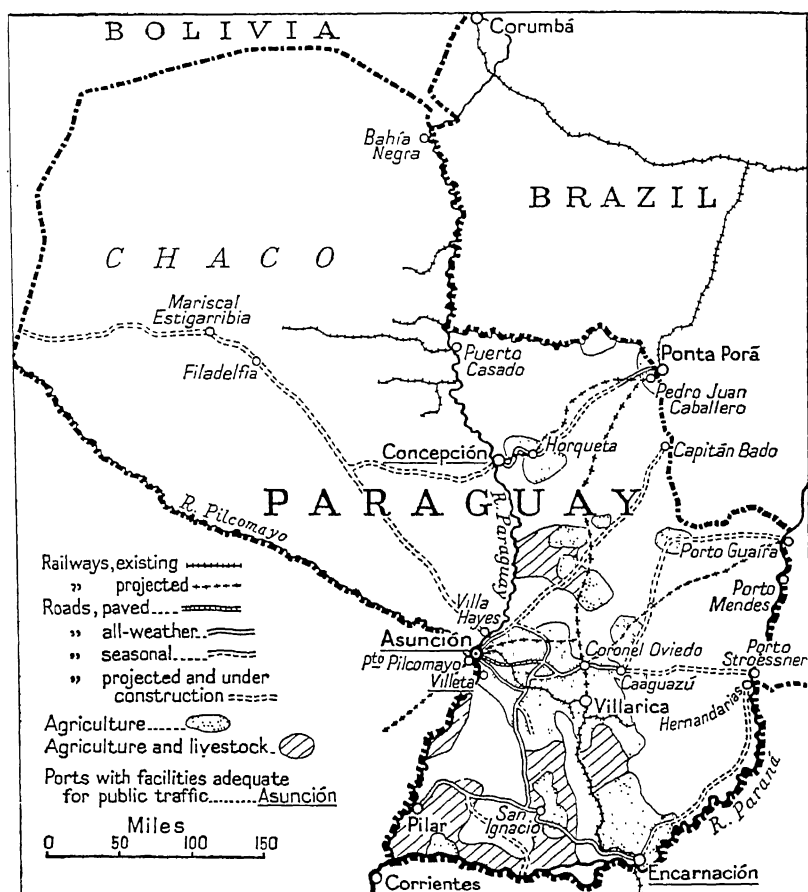 BOLIVIA
Corumbá
Bahía
Negra
BRAZIL
CHACO
Mariscal
Estigarribia
Filadelfia
Puerto
Casado
Ponta Porã
Pedro Juan
Caballero
Concepción
Horqueta
Capitán Bado
R. Pilcomayo
PARAGUAY
R. Paraguay
Porto Guaíra
Porto
Mendes
Railways, existing
" projected
Roads, paved
" all-weather
" seasonal
" projected and under
construction
Agriculture
Agriculture and livestock
Ports with facilities adequate
for public traffic Asunción
Miles
0 50 100 150
Villa
Hayes
Asunción
Pto Pilcomayo
Villeta
Coronel Oviedo
Caaguazú
Porto
Stroessner
Hernandarias
Villarica
R. Paraná
Pilar
San
Ignacio
Encarnación
Corrientes